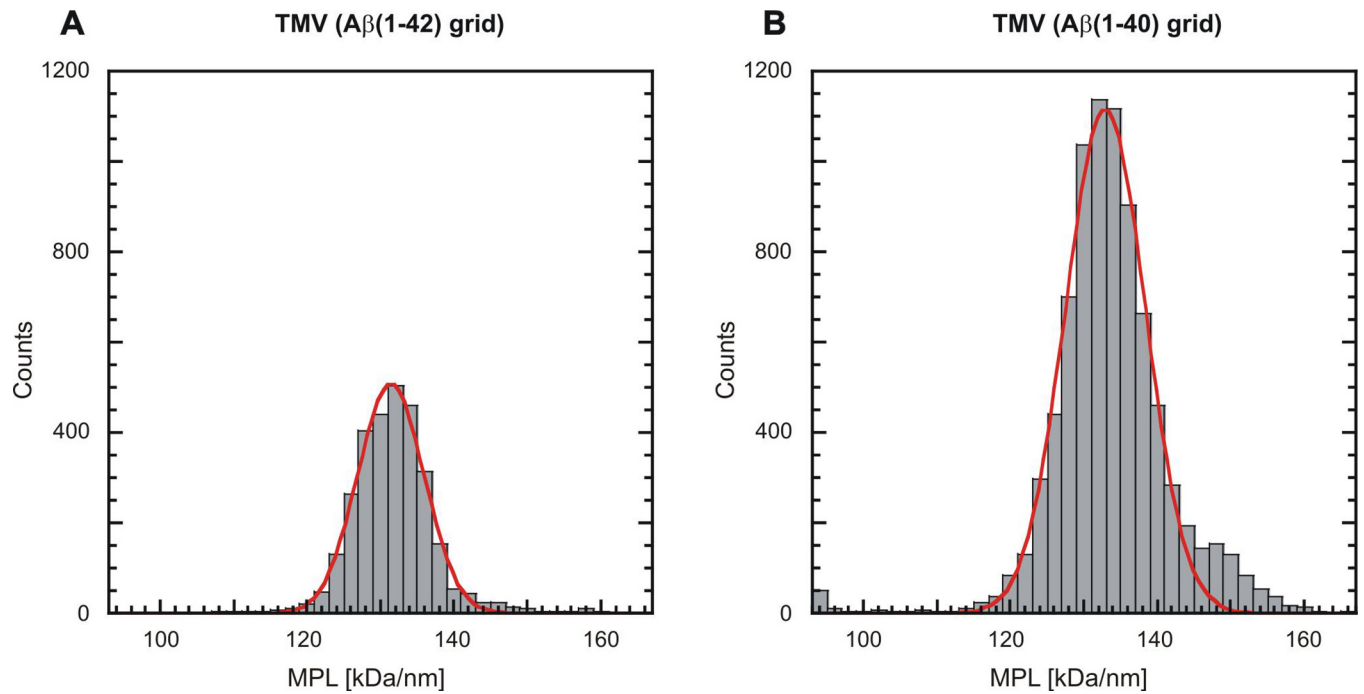 A
TMV (Aβ(1-42) grid)
1200
800
400
0
Counts
100
120
140
160
MPL [kDa/nm]
B
TMV (Aβ(1-40) grid)
1200
800
400
0
Counts
100
120
140
160
MPL [kDa/nm]